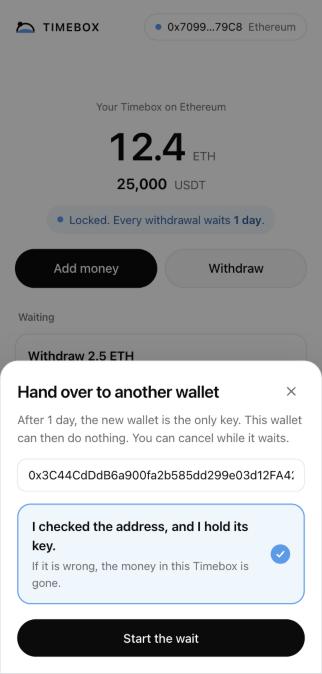 TIMEBOX
0x7099...79C8 Ethereum
Your Timebox on Ethereum
12.4 ETH
25,000 USDT
Locked. Every withdrawal waits 1 day.
Add money
Withdraw
Waiting
Withdraw 2.5 ETH
Hand over to another wallet
After 1 day, the new wallet is the only key. This wallet
can then do nothing. You can cancel while it waits.
0x3C44CdDdB6a900fa2b585dd299e03d12FA42
I checked the address, and I hold its
key.
If it is wrong, the money in this Timebox is
gone.
Start the wait